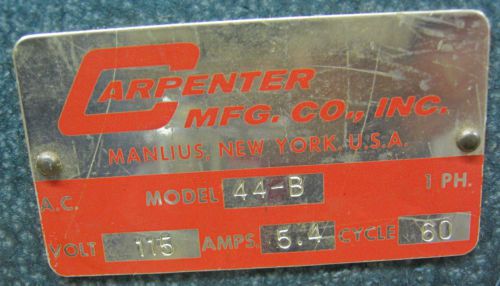 CARPENTER
MFG. CO., INC.
MANLIUS, NEW YORK, U.S.A.
A.C. MODEL 44-B 1 PH.
VOLT 115 AMPS. 5.4 CYCLE 60